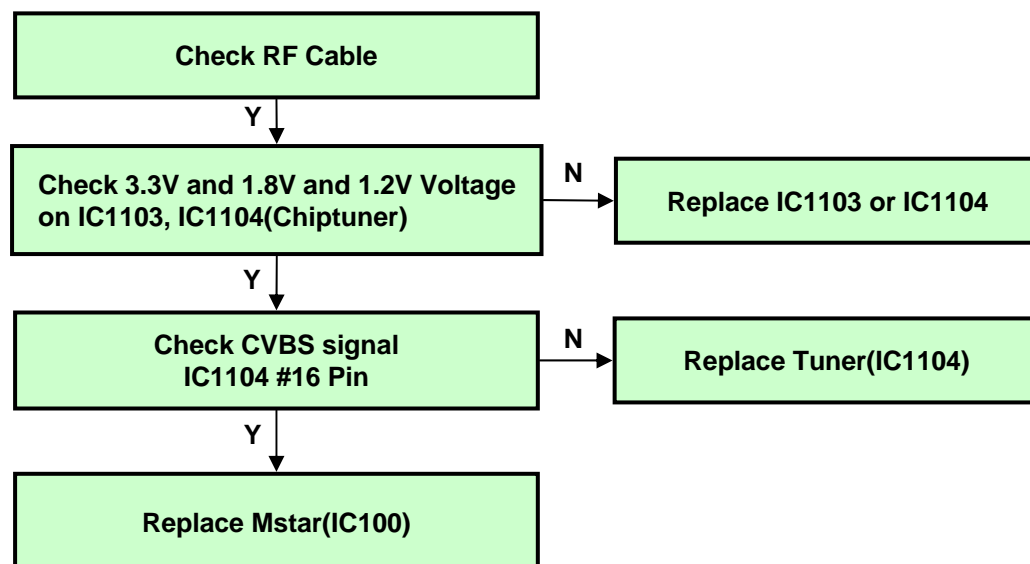 Check RF Cable
Y
Check 3.3V and 1.8V and 1.2V Voltage
on IC1103, IC1104(Chiptuner)
N
Replace IC1103 or IC1104
Y
Check CVBS signal
IC1104 #16 Pin
N
Replace Tuner(IC1104)
Y
Replace Mstar(IC100)